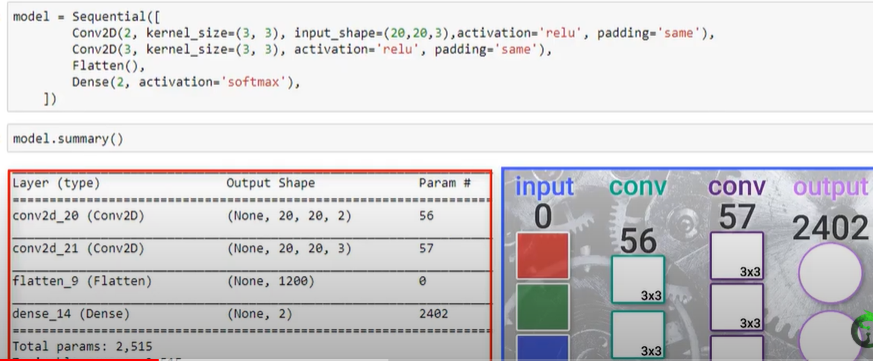 model = Sequential([
Conv2D(2, kernel_size=(3, 3), input_shape=(20,20,3),activation='relu', padding='same'),
Conv2D(3, kernel_size=(3, 3), activation='relu', padding='same'),
Flatten(),
Dense(2, activation='softmax'),
])
model.summary()
Layer (type) Output Shape Param #
conv2d_20 (Conv2D) (None, 20, 20, 2) 56
conv2d_21 (Conv2D) (None, 20, 20, 3) 57
flatten_9 (Flatten) (None, 1200) 0
dense_14 (Dense) (None, 2) 2402
Total params: 2,515
input conv conv output
0 56 57 2402
3x3
3x3
3x3
3x3